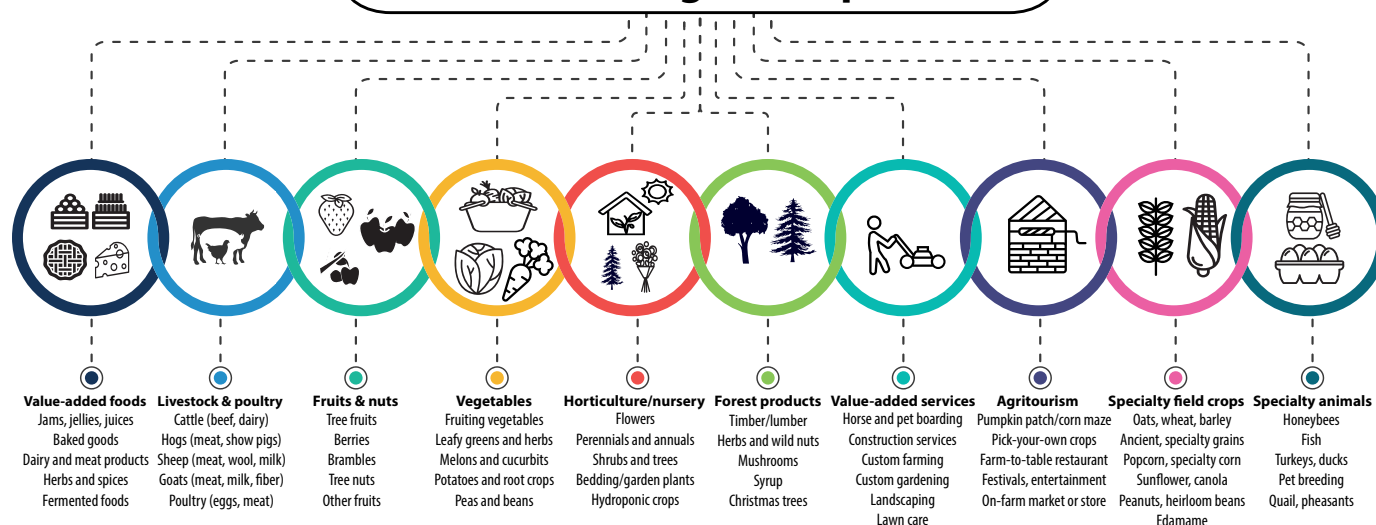 Value-added foods
Jams, jellies, juices
Baked goods
Dairy and meat products
Herbs and spices
Fermented foods
Livestock & poultry
Cattle (beef, dairy)
Hogs (meat, show pigs)
Sheep (meat, wool, milk)
Goats (meat, milk, fiber)
Poultry (eggs, meat)
Fruits & nuts
Tree fruits
Berries
Brambles
Tree nuts
Other fruits
Vegetables
Fruiting vegetables
Leafy greens and herbs
Melons and cucurbits
Potatoes and root crops
Peas and beans
Horticulture/nursery
Flowers
Perennials and annuals
Shrubs and trees
Bedding/garden plants
Hydroponic crops
Forest products
Timber/lumber
Herbs and wild nuts
Mushrooms
Syrup
Christmas trees
Value-added services
Horse and pet boarding
Construction services
Custom farming
Custom gardening
Landscaping
Lawn care
Agritourism
Pumpkin patch/corn maze
Pick-your-own crops
Farm-to-table restaurant
Festivals, entertainment
On-farm market or store
Specialty field crops
Oats, wheat, barley
Ancient, specialty grains
Popcorn, specialty corn
Sunflower, canola
Peanuts, heirloom beans
Edamame
Specialty animals
Honeybees
Fish
Turkeys, ducks
Pet breeding
Quail, pheasants